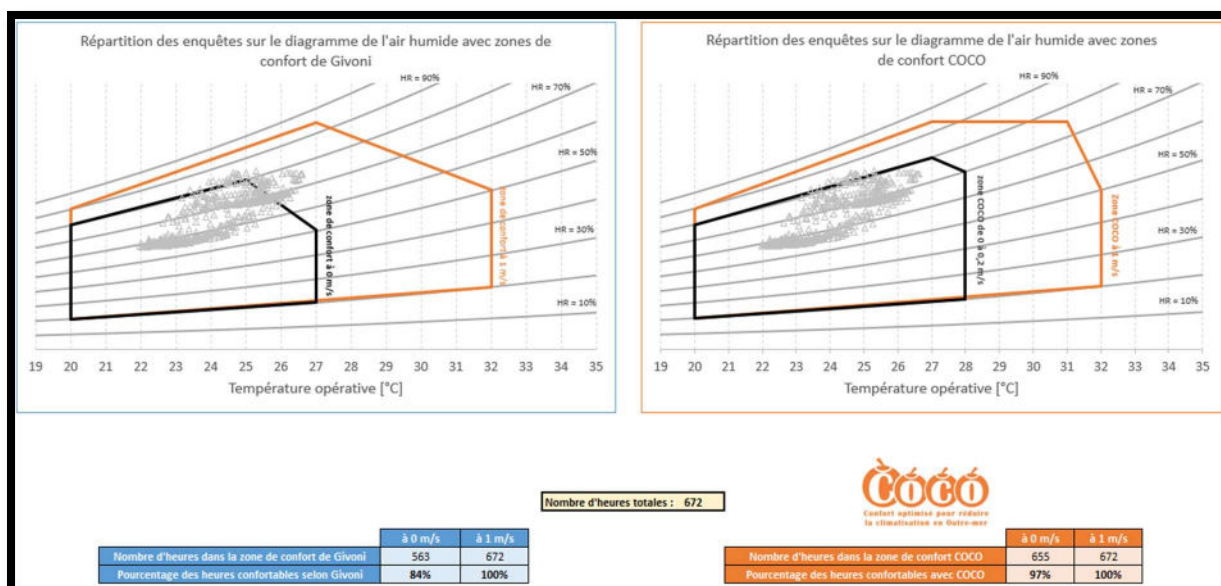 Répartition des enquêtes sur le diagramme de l'air humide avec zones de
confort de Givoni
HR = 90%
HR = 70%
HR = 50%
HR = 30%
HR = 10%
zone de confort à 0 m/s
zone de confort à 1 m/s
19 20 21 22 23 24 25 26 27 28 29 30 31 32 33 34 35
Température opérative [°C]
Répartition des enquêtes sur le diagramme de l'air humide avec zones
de confort COCO
HR = 90%
HR = 70%
HR = 50%
HR = 30%
HR = 10%
zone COCO de 0 à 0,2 m/s
zone COCO à 1 m/s
19 20 21 22 23 24 25 26 27 28 29 30 31 32 33 34 35
Température opérative [°C]
COCO
Confort optimisé pour réduire
la climatisation en Outre-mer
Nombre d'heures totales : 672
à 0 m/s à 1 m/s
Nombre d'heures dans la zone de confort de Givoni 563 672
Pourcentage des heures confortables selon Givoni 84% 100%
à 0 m/s à 1 m/s
Nombre d'heures dans la zone de confort COCO 655 672
Pourcentage des heures confortables avec COCO 97% 100%